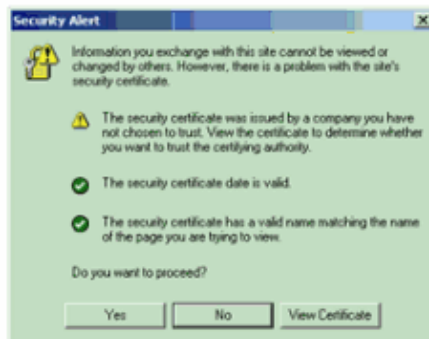 Security Alert
Information you exchange with this site cannot be viewed or
changed by others. However, there is a problem with the site's
security certificate.
The security certificate was issued by a company you have
not chosen to trust. View the certificate to determine whether
you want to trust the certifying authority.
The security certificate date is valid.
The security certificate has a valid name matching the name
of the page you are trying to view.
Do you want to proceed?
Yes No View Certificate